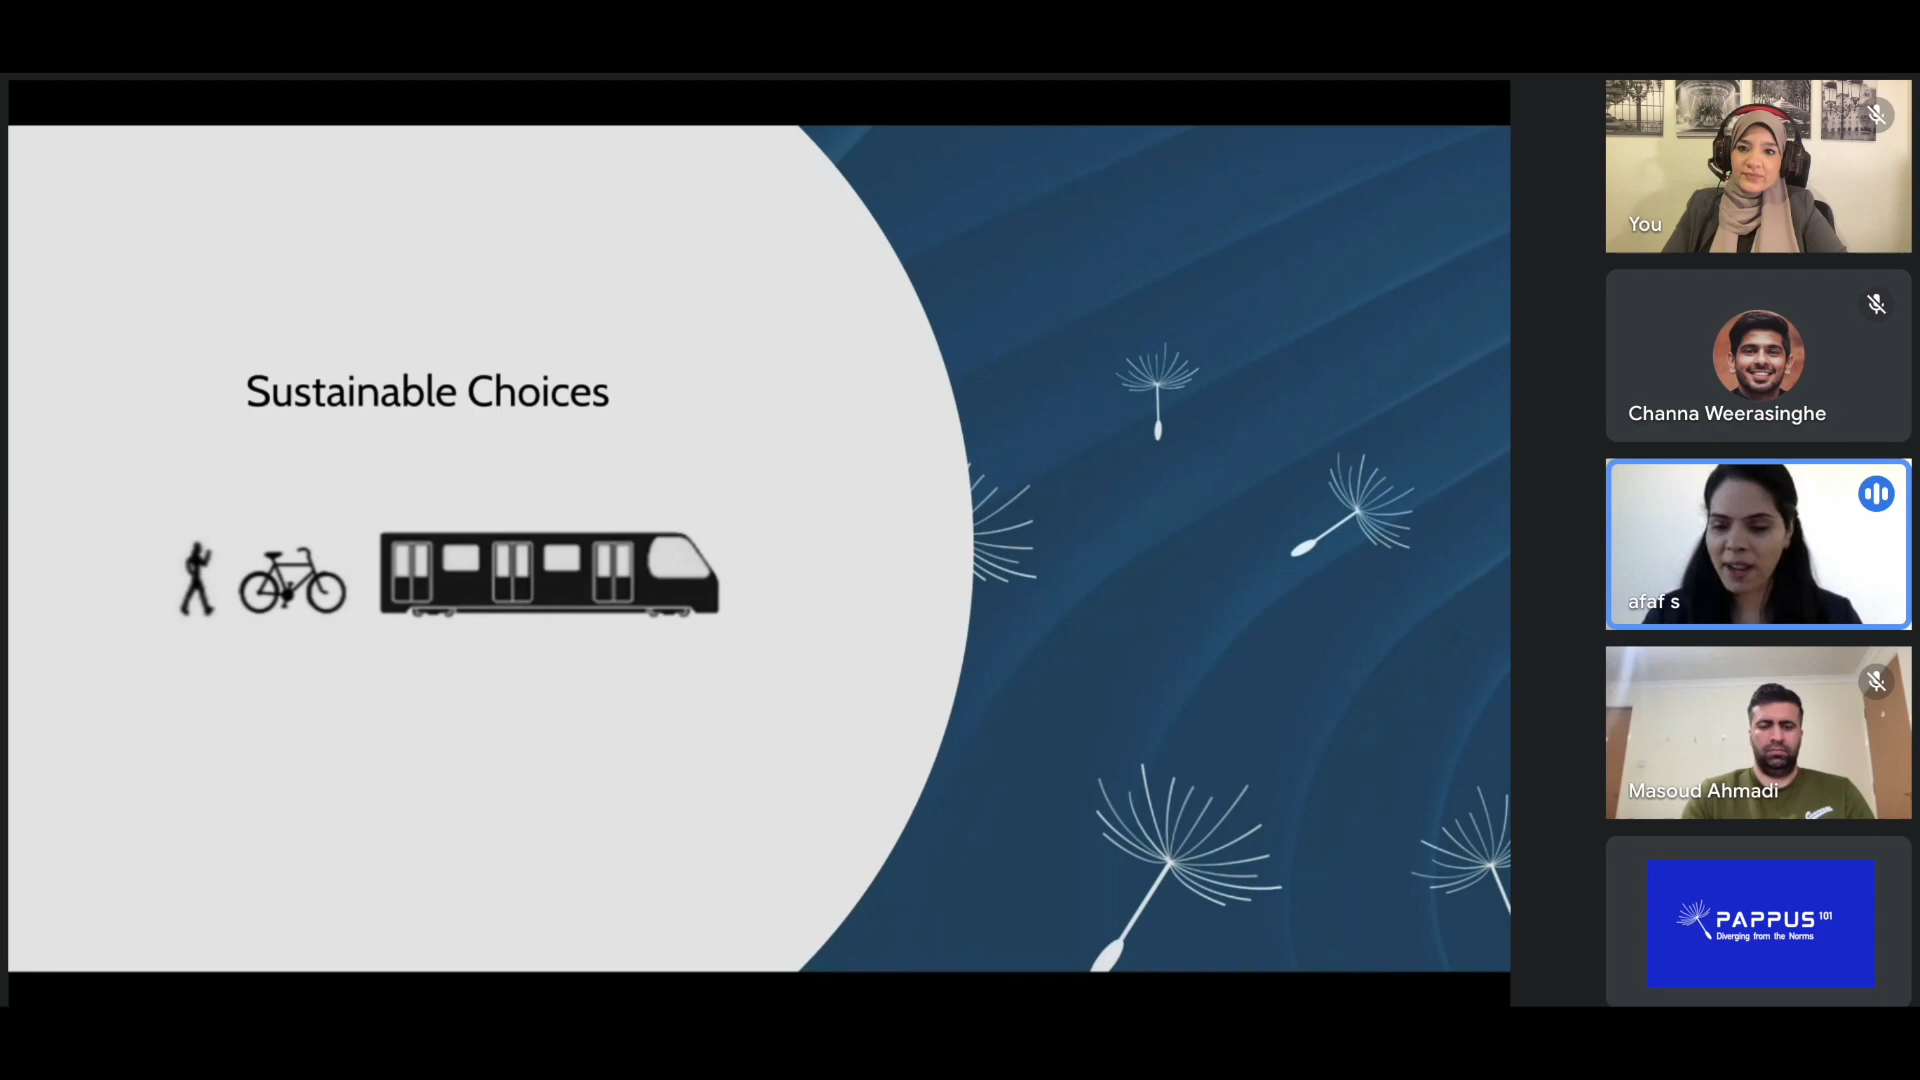 Sustainable Choices
You
Channa Weerasinghe
afaf s
Masoud Ahmadi
PAPPUS 101
Diverging from the Norms